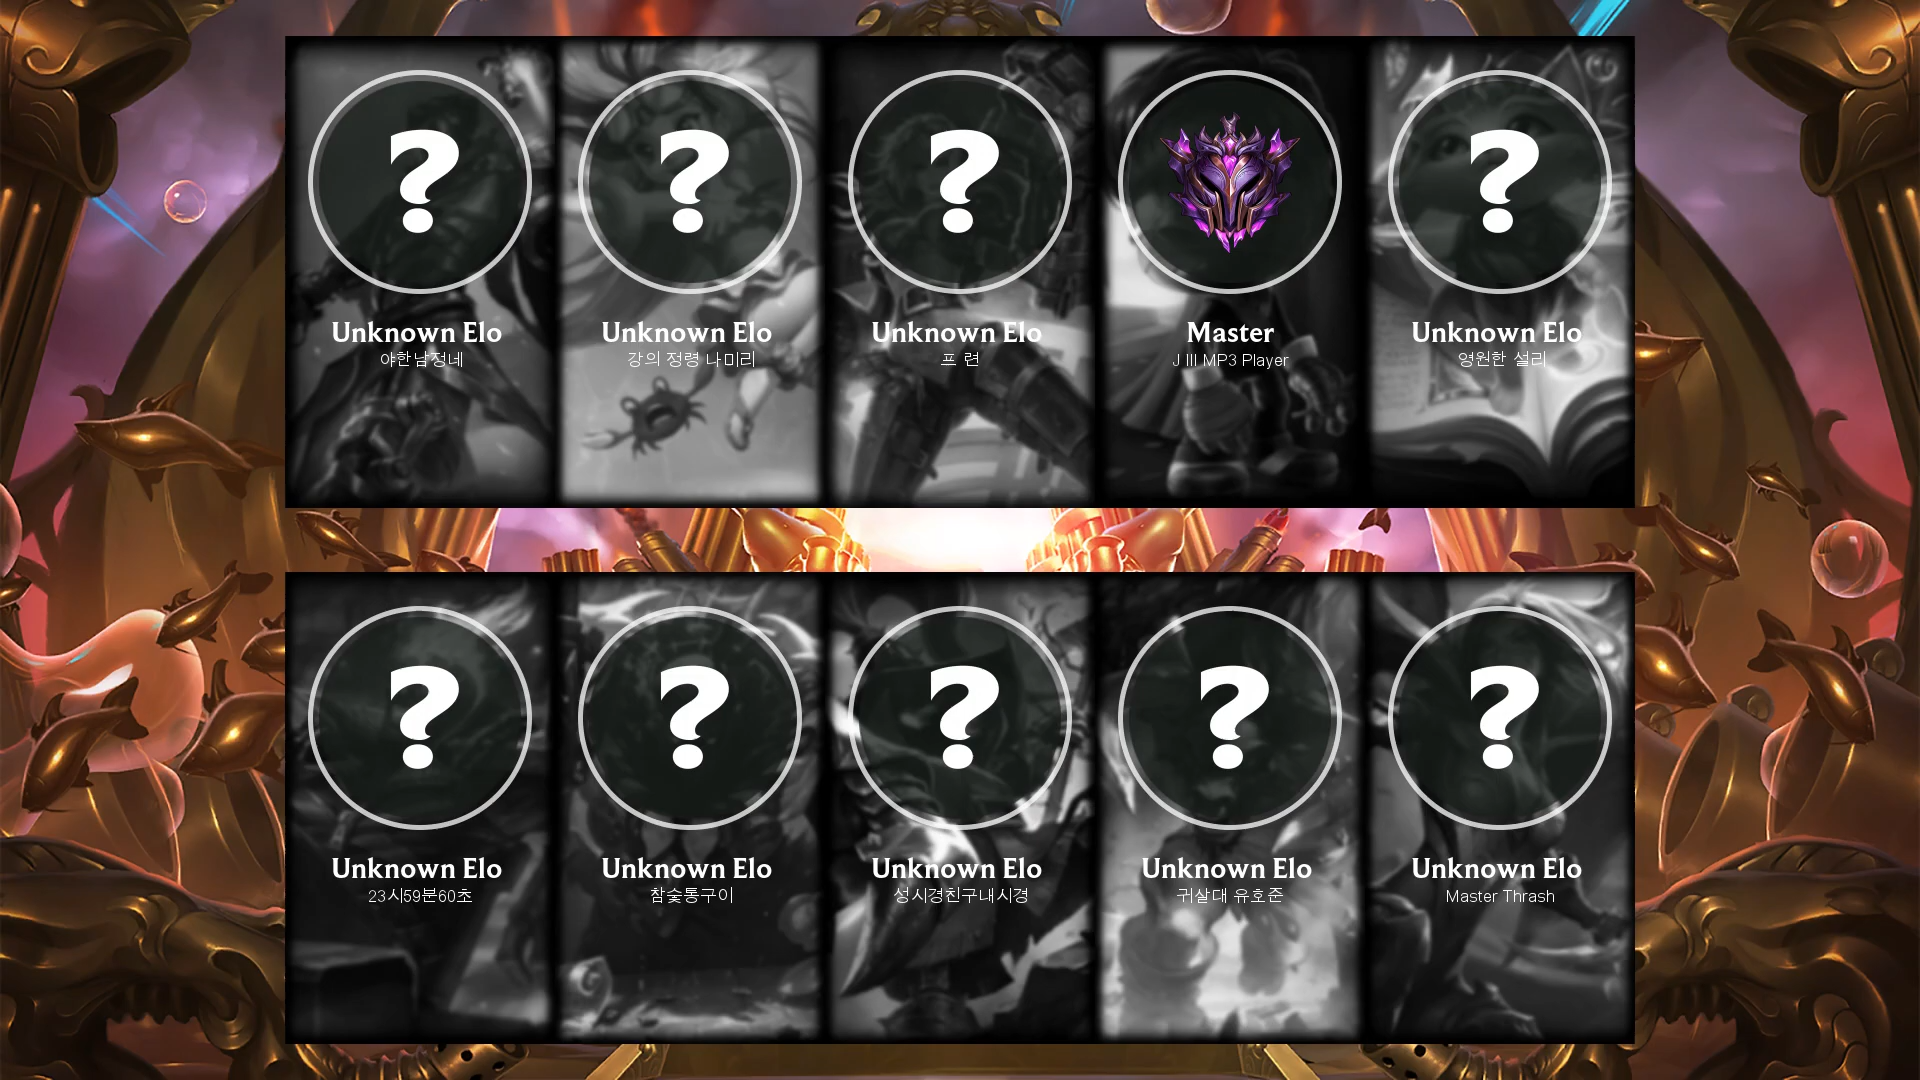 Unknown Elo
야한남정네
Unknown Elo
강의 정령 나미리
Unknown Elo
프 련
Master
J III MP3 Player
Unknown Elo
영원한 설리
Unknown Elo
23시59분60초
Unknown Elo
참숯통구이
Unknown Elo
성시경친구내시경
Unknown Elo
귀살대 유호준
Unknown Elo
Master Thrash